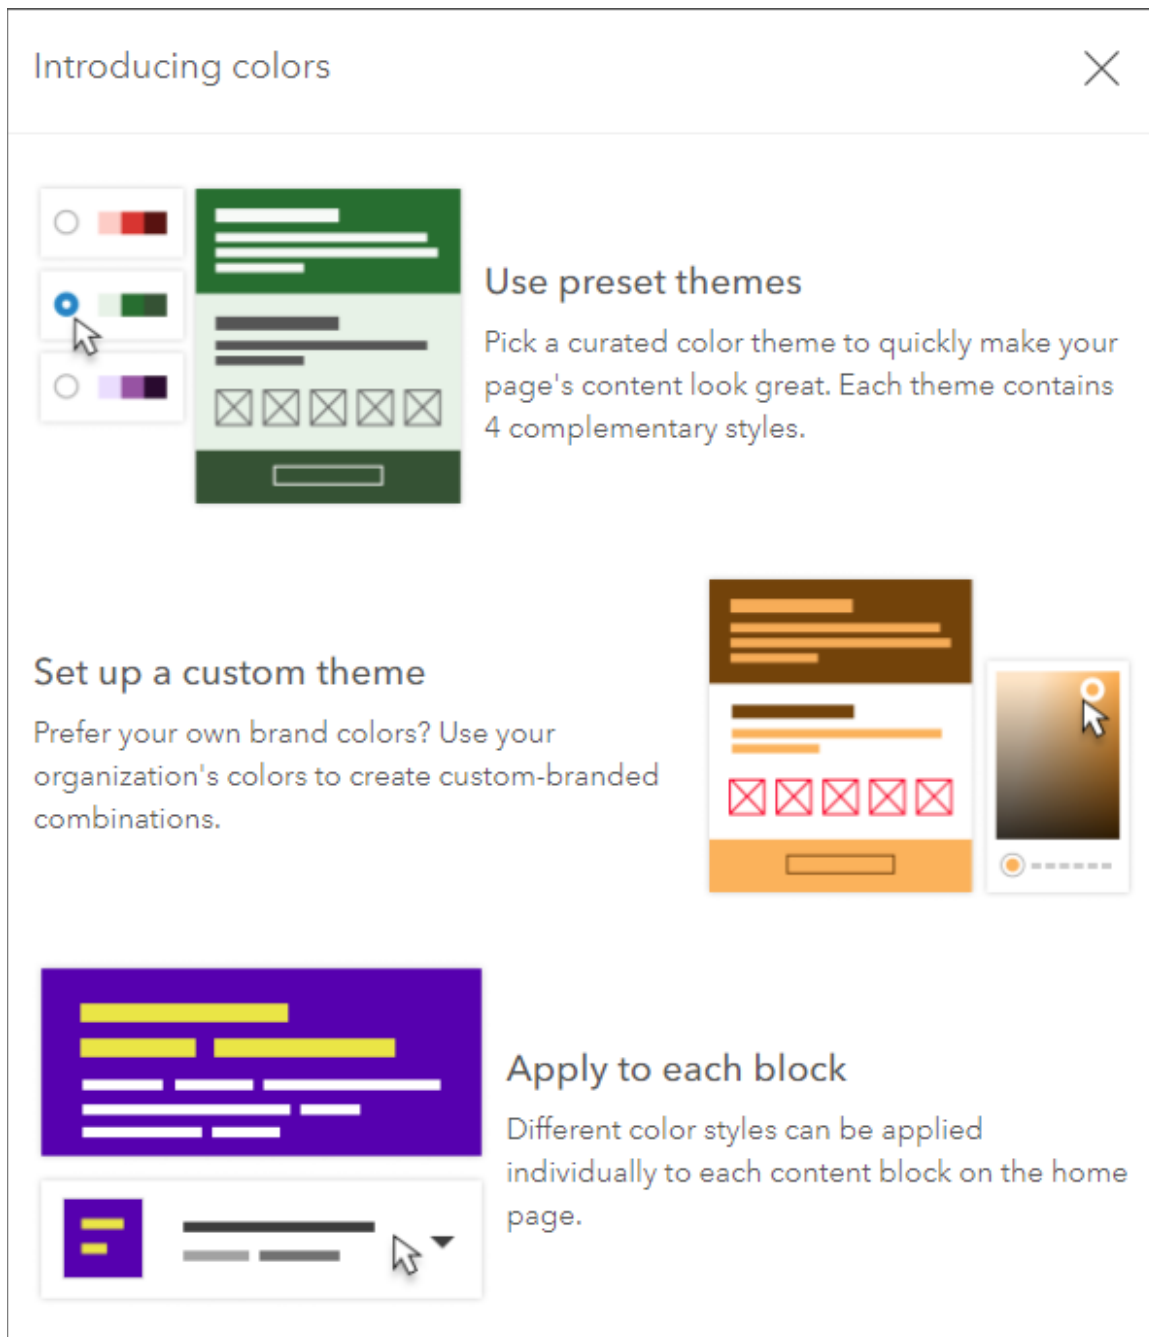 Introducing colors
Use preset themes
Pick a curated color theme to quickly make your
page's content look great. Each theme contains
4 complementary styles.
Set up a custom theme
Prefer your own brand colors? Use your
organization's colors to create custom-branded
combinations.
Apply to each block
Different color styles can be applied
individually to each content block on the home
page.